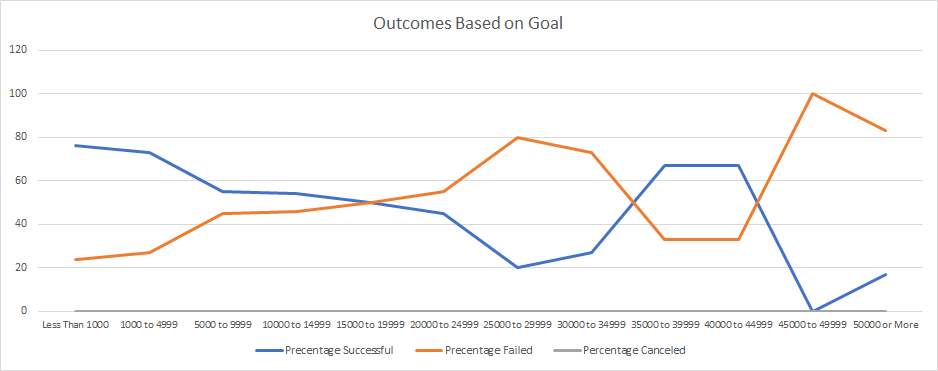 Outcomes Based on Goal
120
100
80
60
40
20
0
Less Than 1000 1000 to 4999 5000 to 9999 10000 to 14999 15000 to 19999 20000 to 24999 25000 to 29999 30000 to 34999 35000 to 39999 40000 to 44999 45000 to 49999 50000 or More
Precentage Successful Precentage Failed Percentage Canceled